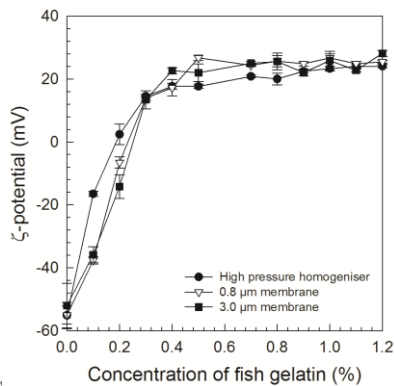 40
20
0
-20
-40
-60
ζ-potential (mV)
High pressure homogeniser
0.8 µm membrane
3.0 µm membrane
0.0 0.2 0.4 0.6 0.8 1.0 1.2
Concentration of fish gelatin (%)